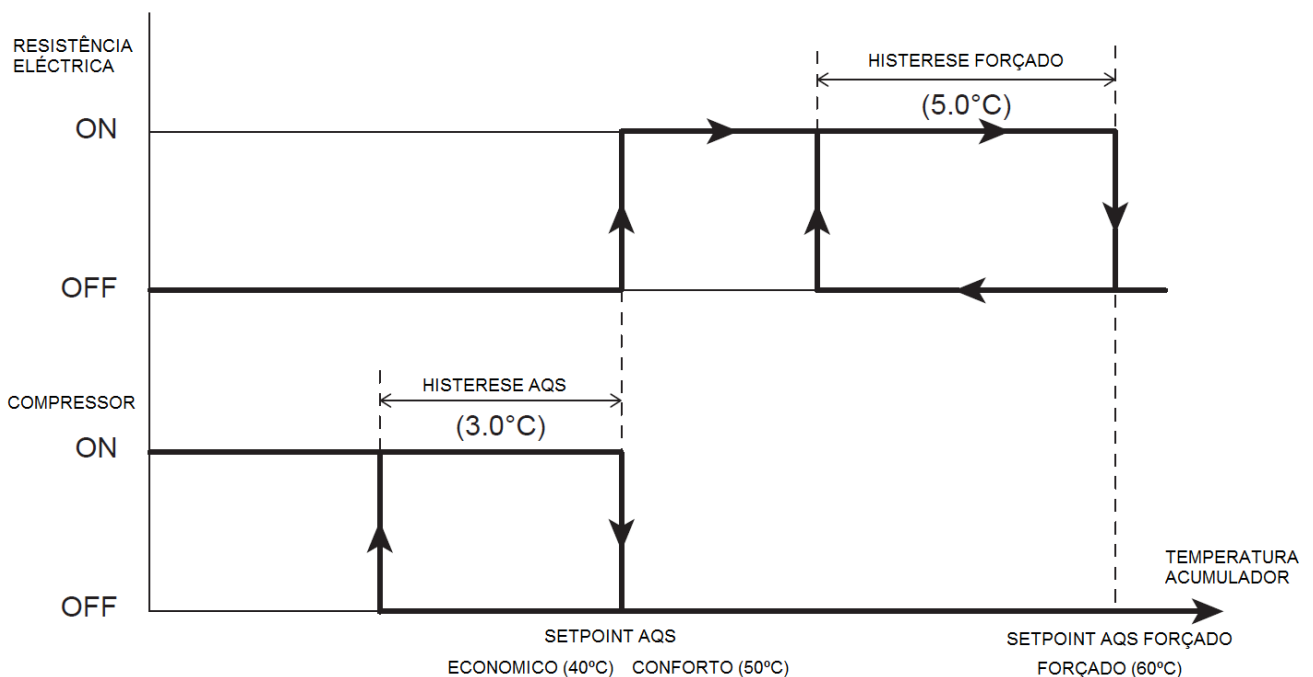 RESISTÊNCIA
ELÉCTRICA
HISTERESE FORÇADO
(5.0°C)
ON
OFF
HISTERESE AQS
(3.0°C)
COMPRESSOR
ON
OFF
TEMPERATURA
ACUMULADOR
SETPOINT AQS
ECONOMICO (40ºC) CONFORTO (50ºC)
SETPOINT AQS FORÇADO
FORÇADO (60ºC)